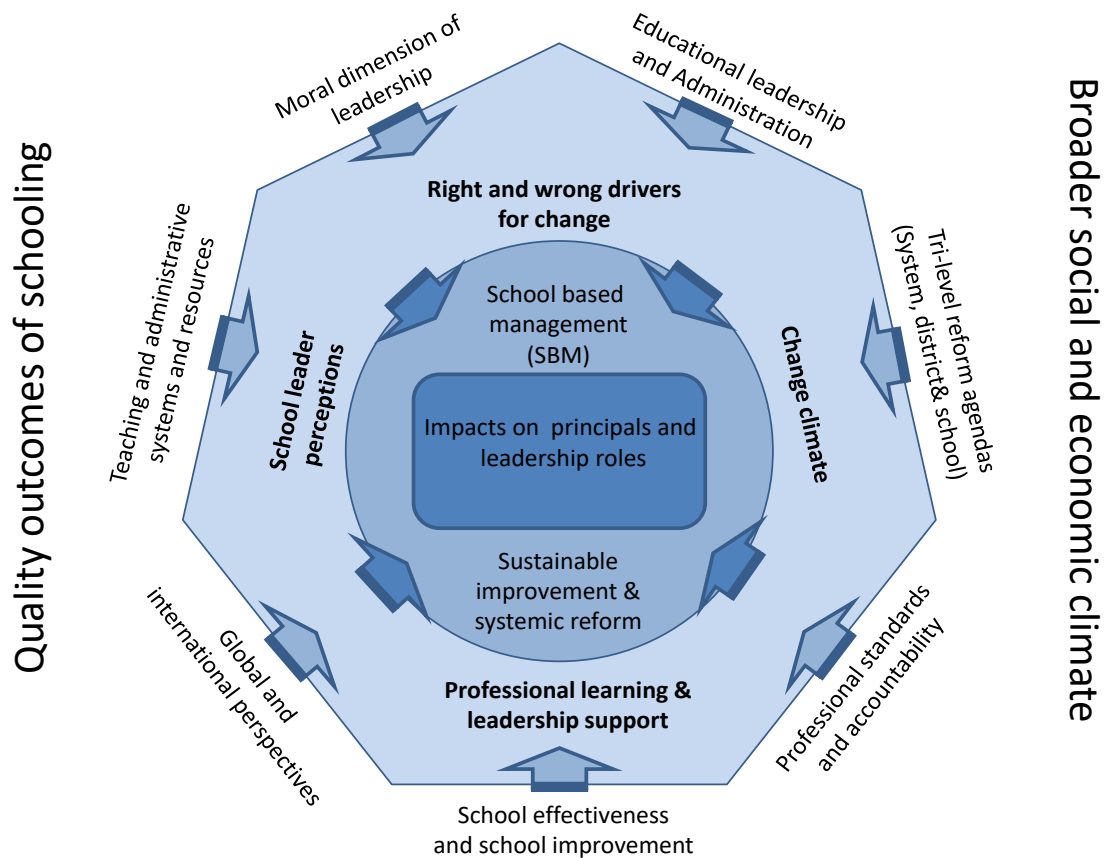 Quality outcomes of schooling
Moral dimension of
leadership
Educational leadership
and Administration
Broader social and economic climate
Teaching and administrative
systems and resources
Tri-level reform agendas
(System, district& school)
Right and wrong drivers
for change
School leader
perceptions
Change climate
School based
management
(SBM)
Impacts on  principals and
leadership roles
Sustainable
improvement &
systemic reform
Professional learning &
leadership support
Global and
international perspectives
Professional standards
and accountability
School effectiveness
and school improvement